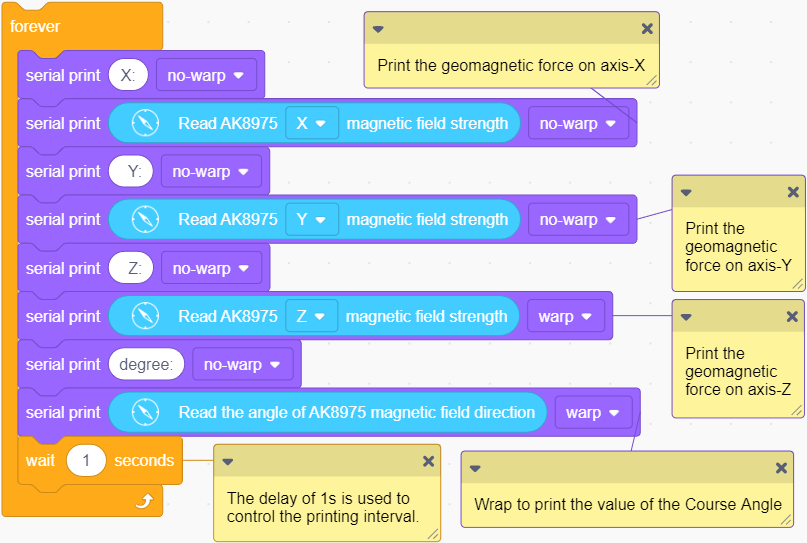 forever
serial print X: no-warp
Print the geomagnetic force on axis-X
serial print Read AK8975 X magnetic field strength no-warp
serial print Y: no-warp
serial print Read AK8975 Y magnetic field strength no-warp
Print the
geomagnetic
force on axis-Y
serial print Z: no-warp
serial print Read AK8975 Z magnetic field strength warp
Print the
geomagnetic
force on axis-Z
serial print degree: no-warp
serial print Read the angle of AK8975 magnetic field direction warp
wait 1 seconds
The delay of 1s is used to
control the printing interval.
Wrap to print the value of the Course Angle